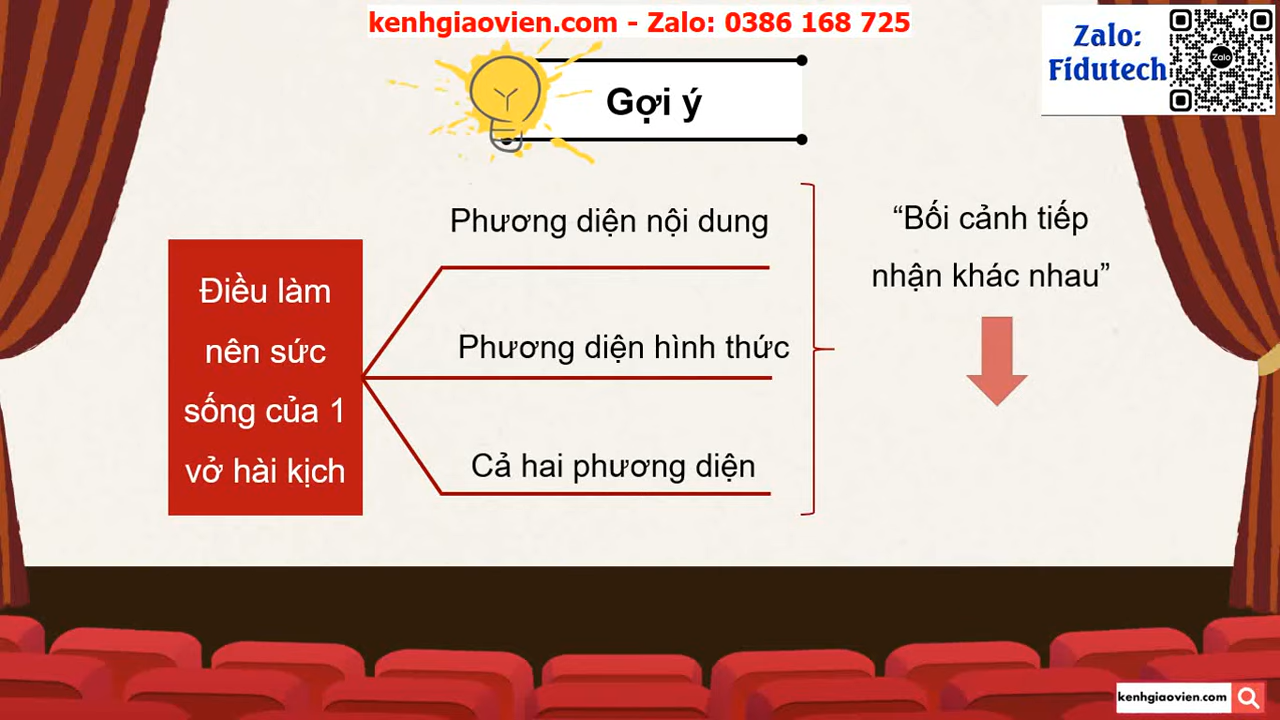 kenhgiaovien.com - Zalo: 0386 168 725
Zalo:
Fidutech
Zalo
Gợi ý
Điều làm
nên sức
sống của 1
vở hài kịch
Phương diện nội dung
Phương diện hình thức
Cả hai phương diện
“Bối cảnh tiếp
nhận khác nhau”
kenhgiaovien.com